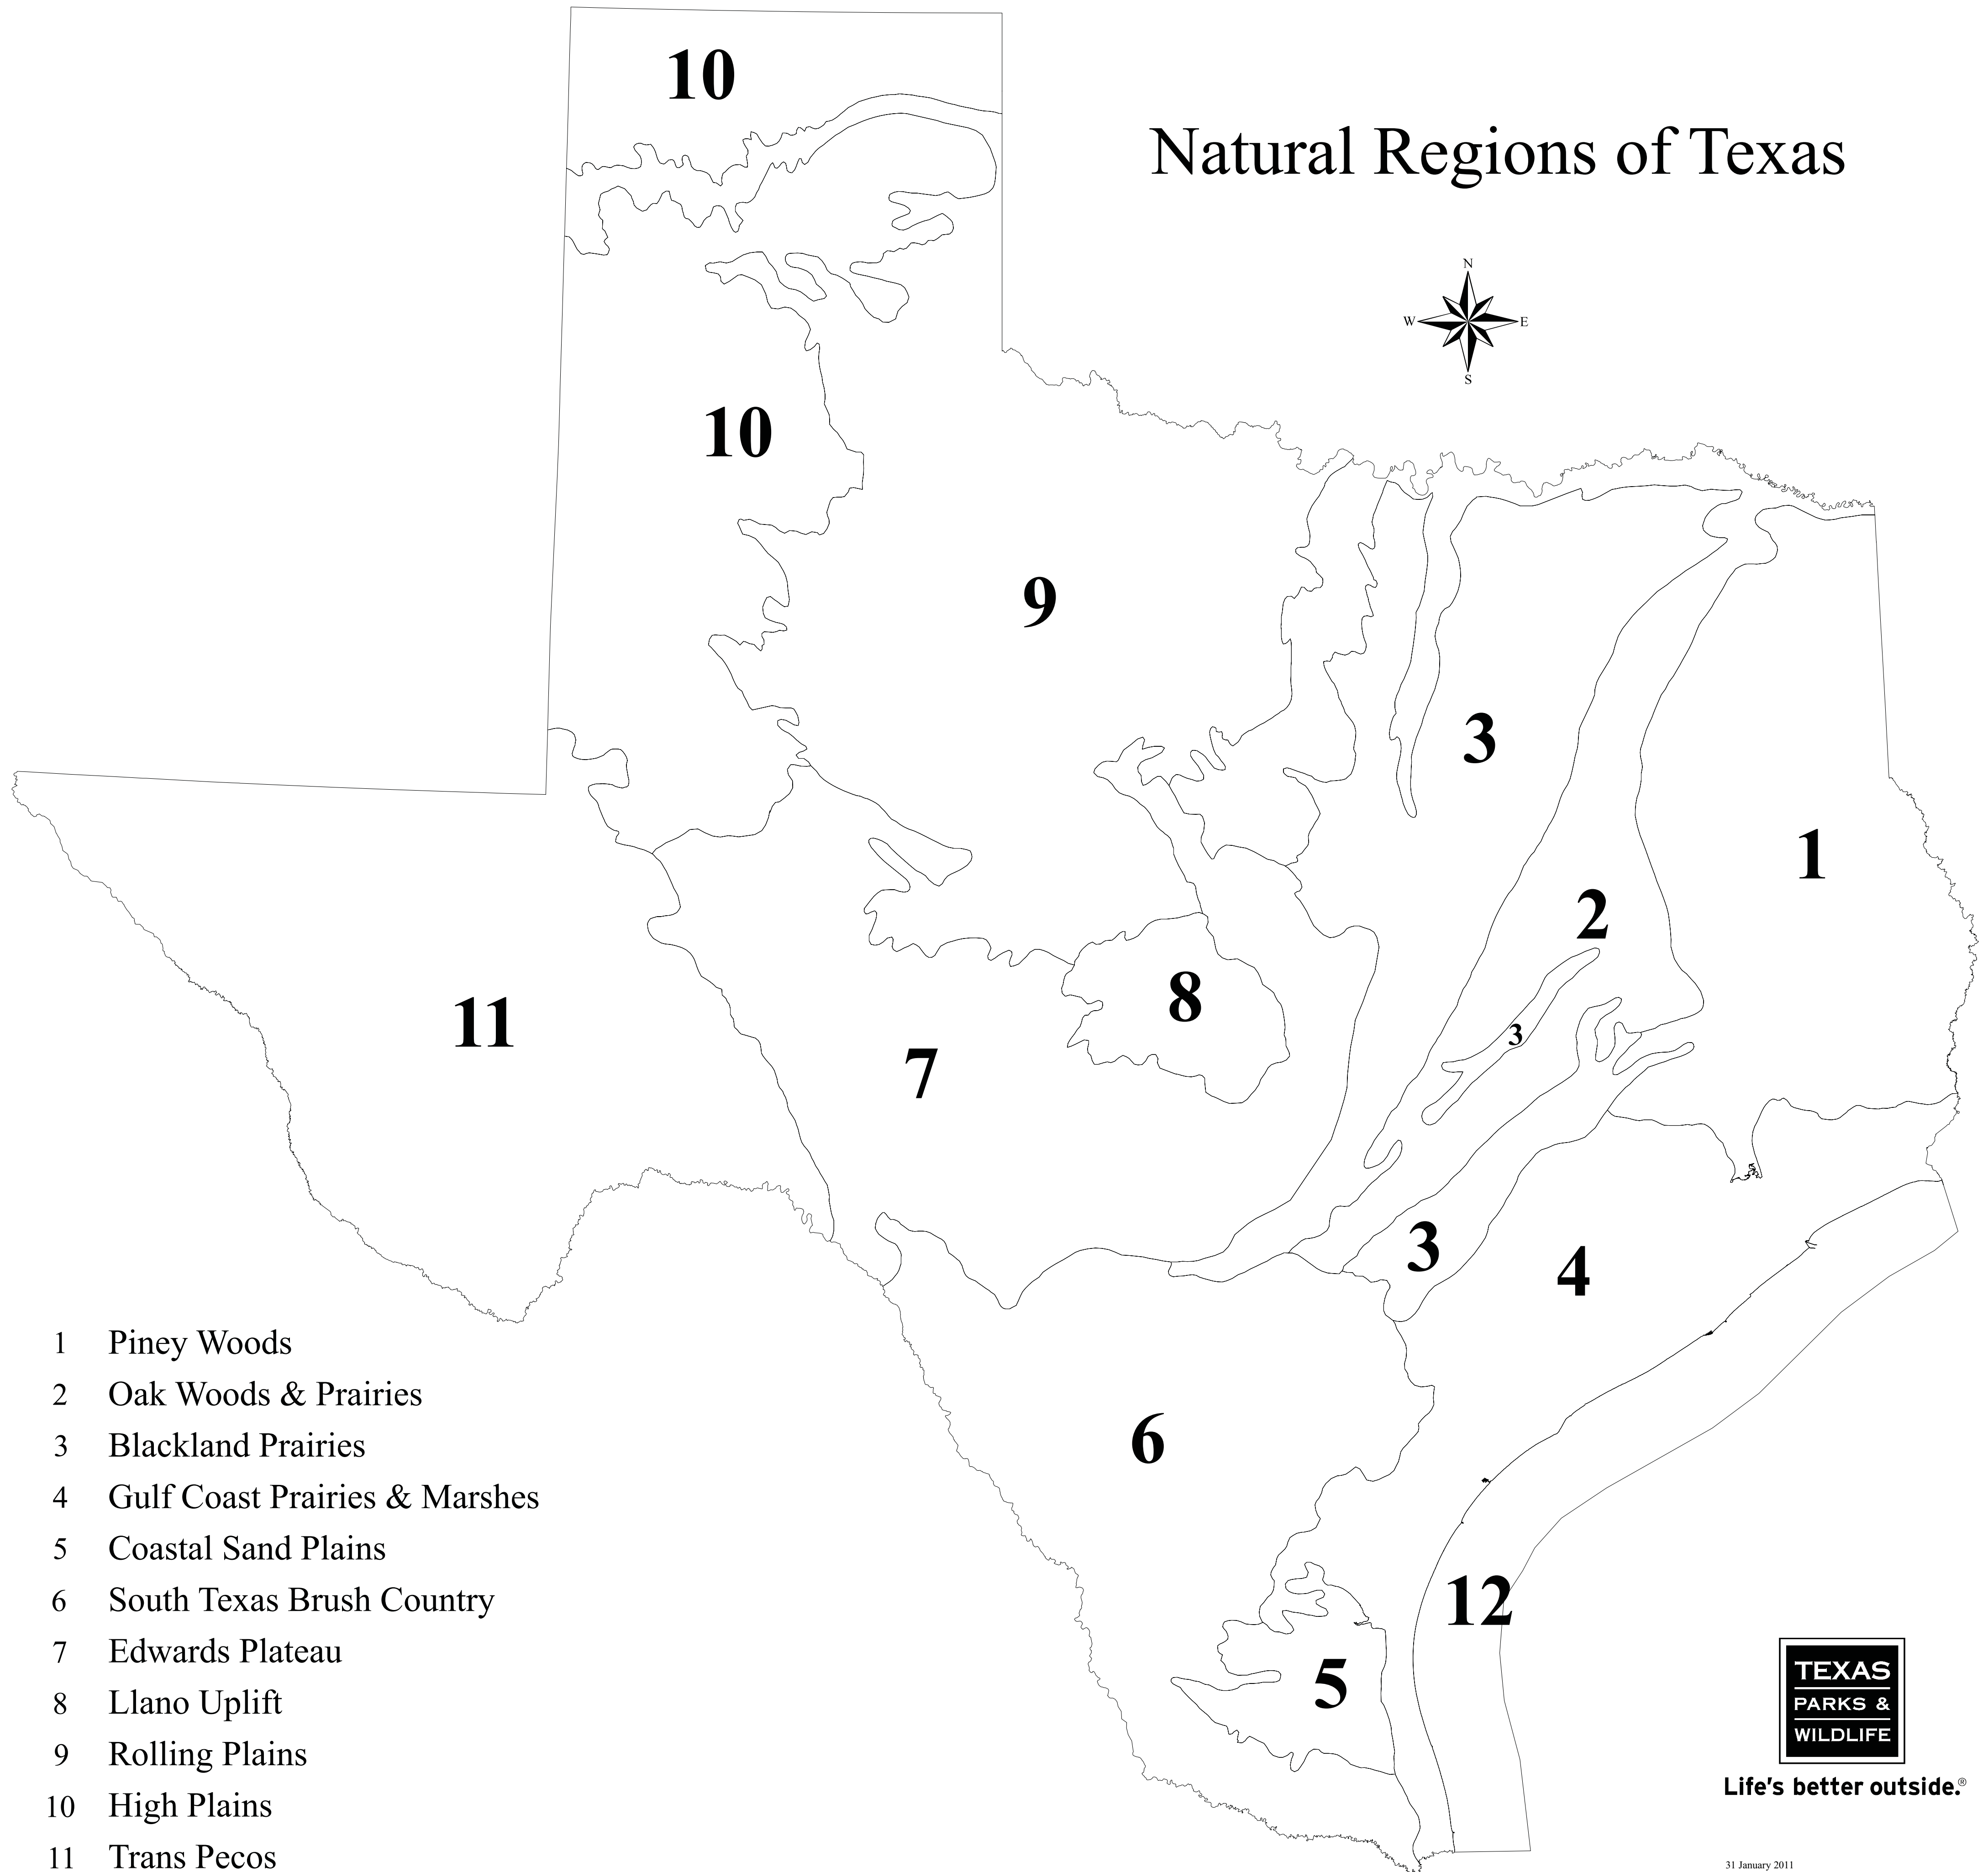 10
Natural Regions of Texas
N
W E
S
10
9
3
1
2
11
8
3
7
3
4
6
12
5
1 Piney Woods
2 Oak Woods & Prairies
3 Blackland Prairies
4 Gulf Coast Prairies & Marshes
5 Coastal Sand Plains
6 South Texas Brush Country
7 Edwards Plateau
8 Llano Uplift
9 Rolling Plains
10 High Plains
11 Trans Pecos
TEXAS
PARKS &
WILDLIFE
Life's better outside.®
31 January 2011